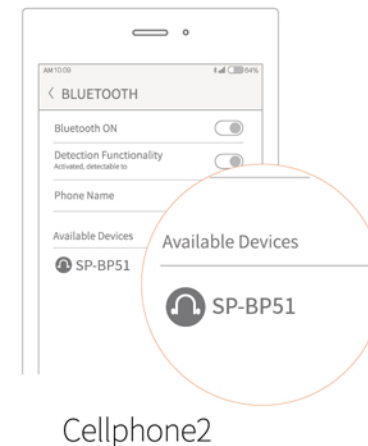 AM 10:09 84%
< BLUETOOTH
Bluetooth ON
Detection Functionality
Activated, detectable to
Phone Name
Available Devices
SP-BP51
Available Devices
SP-BP51
Cellphone2